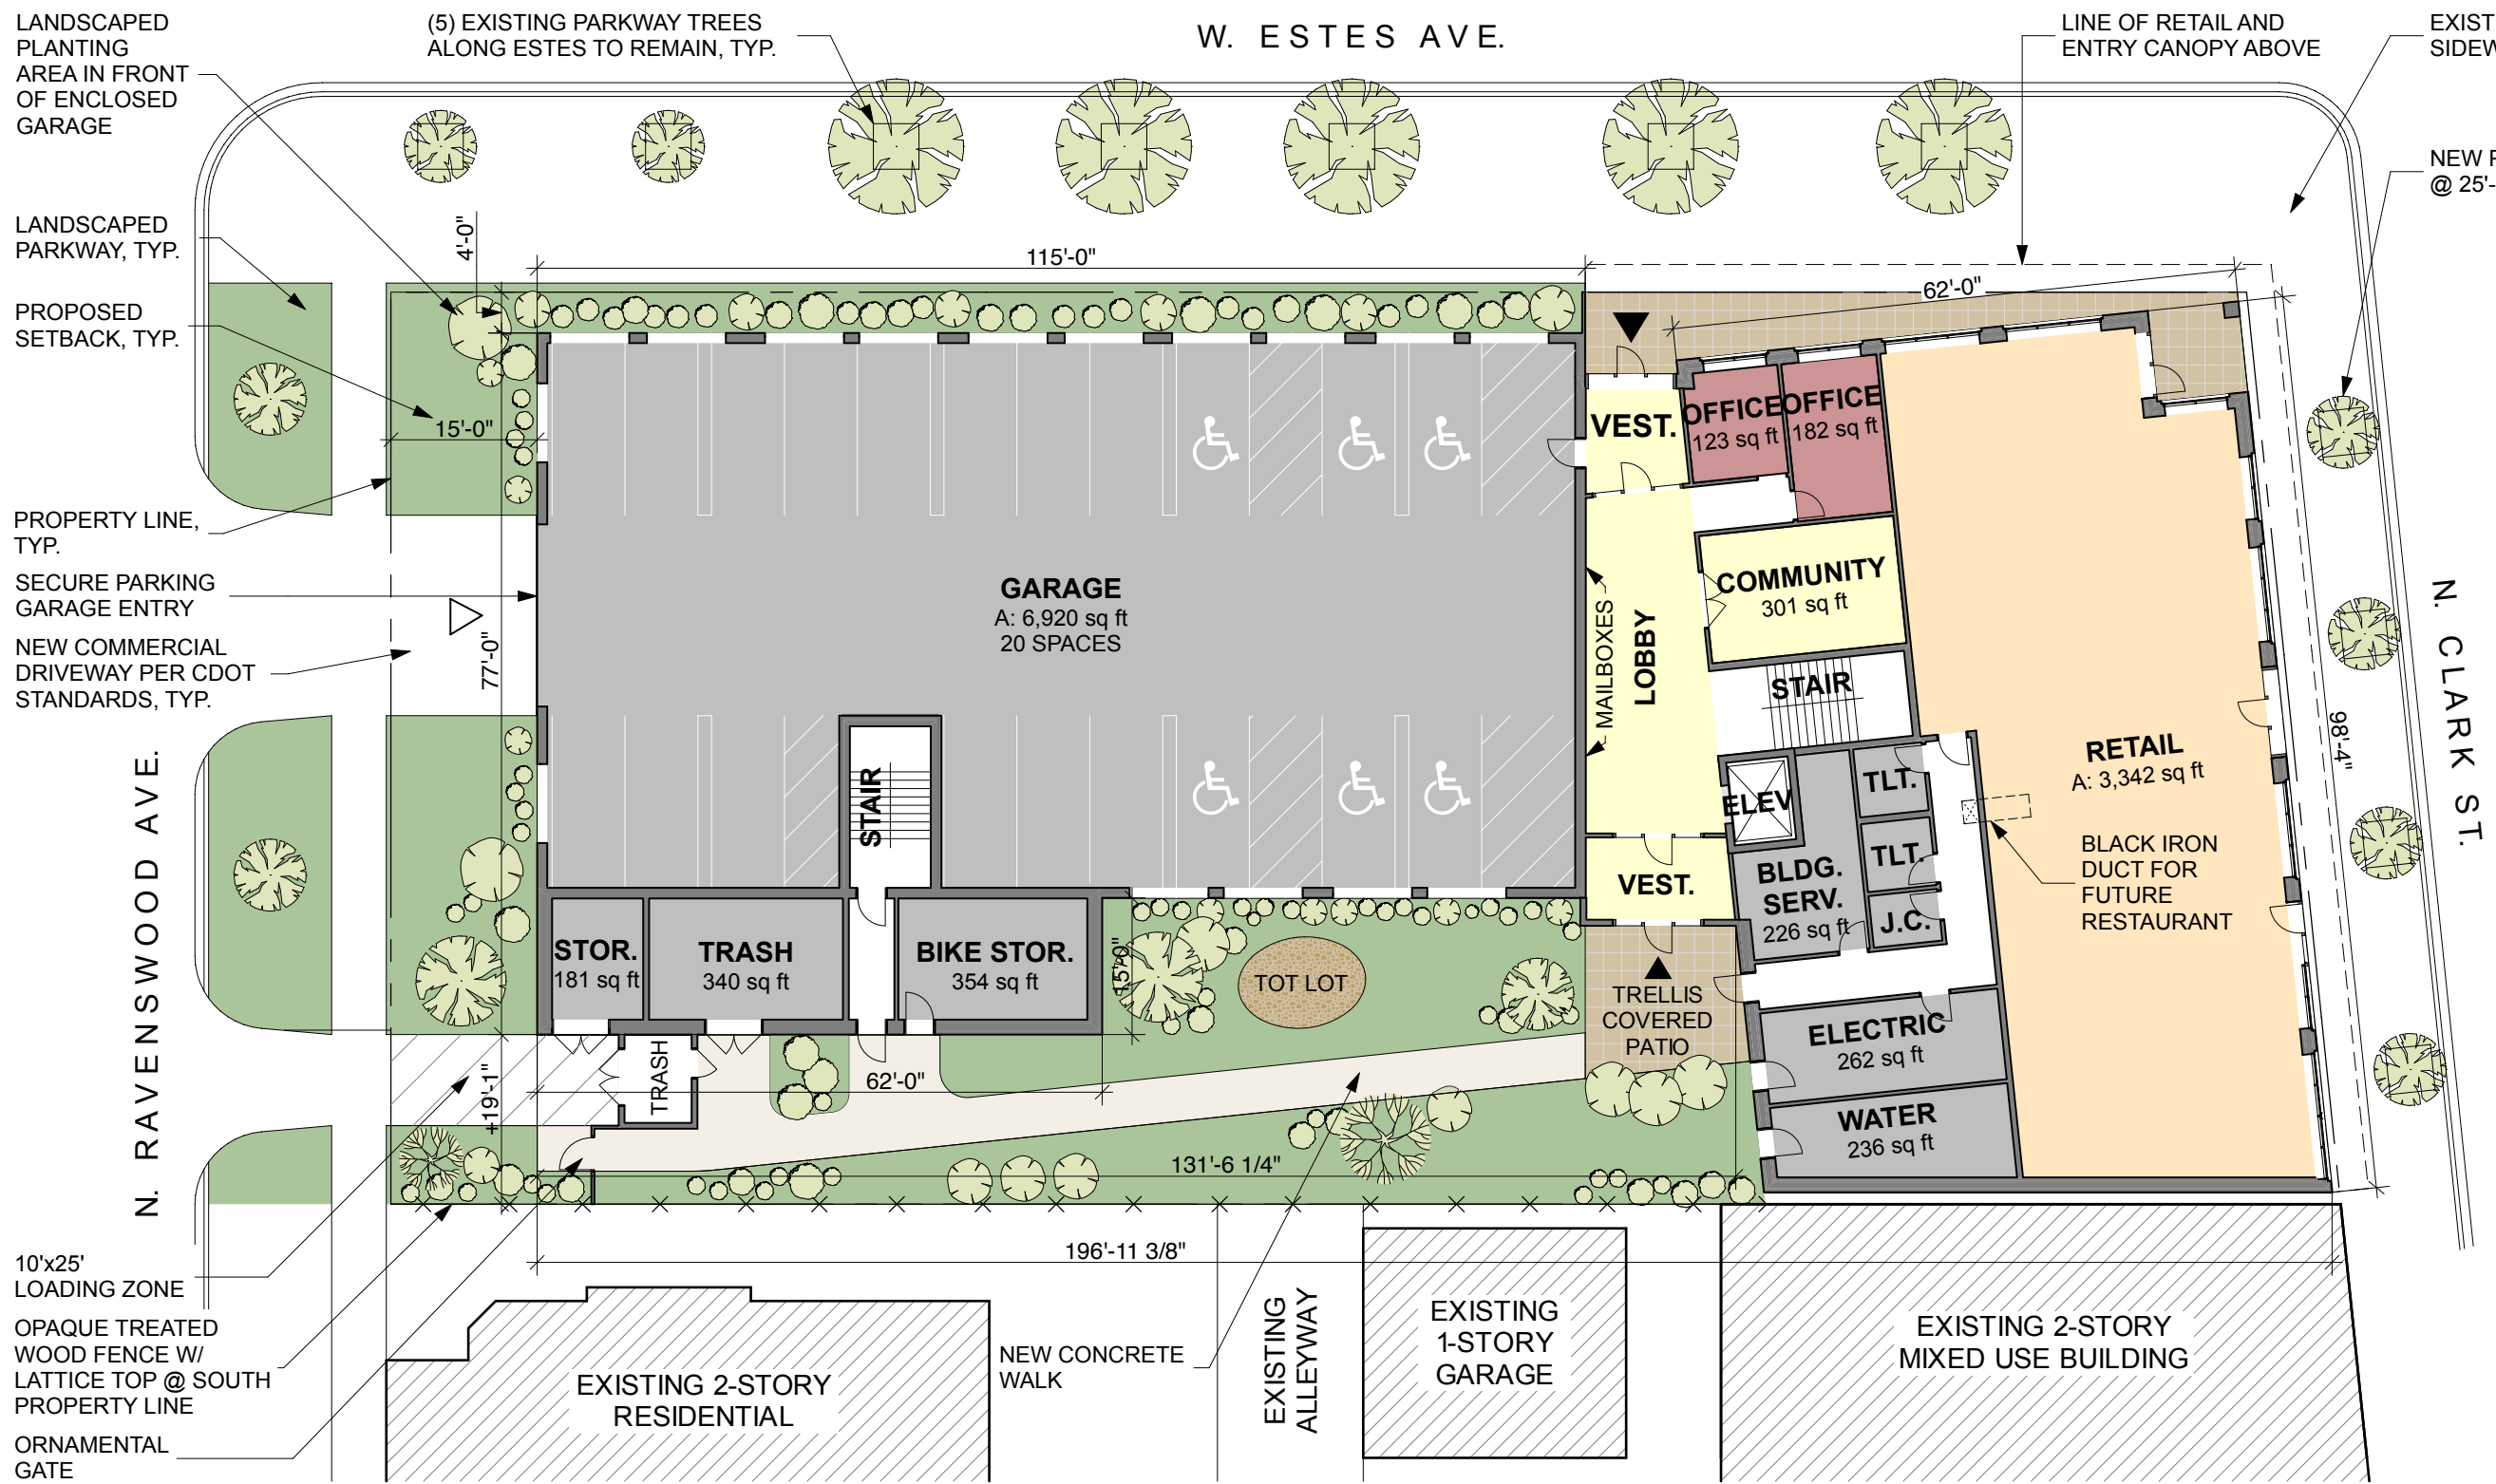 LANDSCAPED
PLANTING
AREA IN FRONT
OF ENCLOSED
GARAGE
(5) EXISTING PARKWAY TREES
ALONG ESTES TO REMAIN, TYP.
W. ESTES AVE.
LINE OF RETAIL AND
ENTRY CANOPY ABOVE
EXIST
SIDEW
NEW
@ 25'-
LANDSCAPED
PARKWAY, TYP.
PROPOSED
SETBACK, TYP.
PROPERTY LINE,
TYP.
SECURE PARKING
GARAGE ENTRY
NEW COMMERCIAL
DRIVEWAY PER CDOT
STANDARDS, TYP.
4'-0"
115'-0"
62'-0"
15'-0"
77'-0"
VEST.
OFFICE
123 sq ft
OFFICE
182 sq ft
GARAGE
A: 6,920 sq ft
20 SPACES
MAILBOXES
LOBBY
COMMUNITY
301 sq ft
STAIR
ELEV
BLDG.
SERV.
226 sq ft
TLT.
TLT.
J.C.
RETAIL
A: 3,342 sq ft
BLACK IRON
DUCT FOR
FUTURE
RESTAURANT
98'-4"
N. CLARK ST.
N. RAVENSWOOD AVE.
STAIR
VEST.
STOR.
181 sq ft
TRASH
340 sq ft
BIKE STOR.
354 sq ft
15'-0"
TOT LOT
TRELLIS
COVERED
PATIO
ELECTRIC
262 sq ft
WATER
236 sq ft
+19'-1"
TRASH
62'-0"
131'-6 1/4"
196'-11 3/8"
10'x25'
LOADING ZONE
OPAQUE TREATED
WOOD FENCE W/
LATTICE TOP @ SOUTH
PROPERTY LINE
ORNAMENTAL
GATE
EXISTING 2-STORY
RESIDENTIAL
NEW CONCRETE
WALK
EXISTING
ALLEYWAY
EXISTING
1-STORY
GARAGE
EXISTING 2-STORY
MIXED USE BUILDING